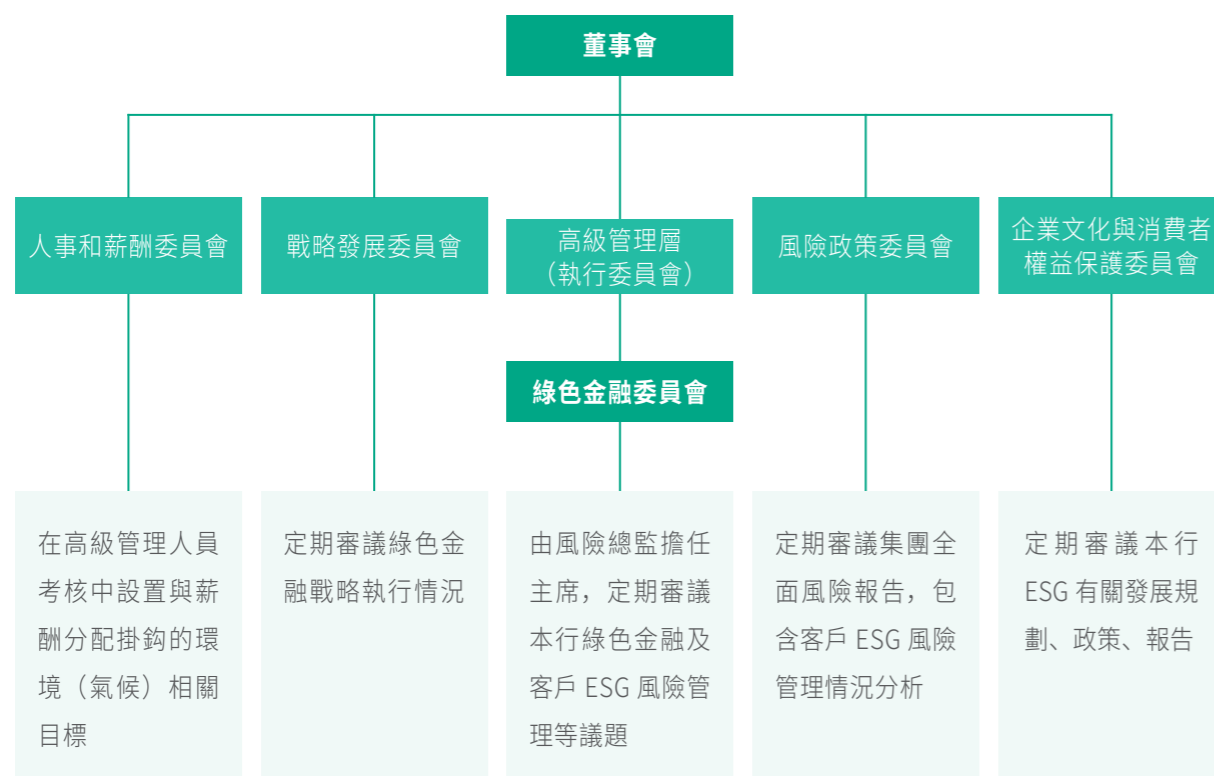 董事會
人事和薪酬委員會
戰略發展委員會
高級管理層
（執行委員會）
風險政策委員會
企業文化與消費者
權益保護委員會
綠色金融委員會
在高級管理人員
考核中設置與薪
酬分配掛鈎的環
境（氣候）相關
目標
定期審議綠色金
融戰略執行情況
由風險總監擔任
主席，定期審議
本行綠色金融及
客戶 ESG 風險管
理等議題
定期審議集團全
面風險報告，包
含客戶 ESG 風險
管理情況分析
定期審議本行
ESG 有關發展規
劃、政策、報告